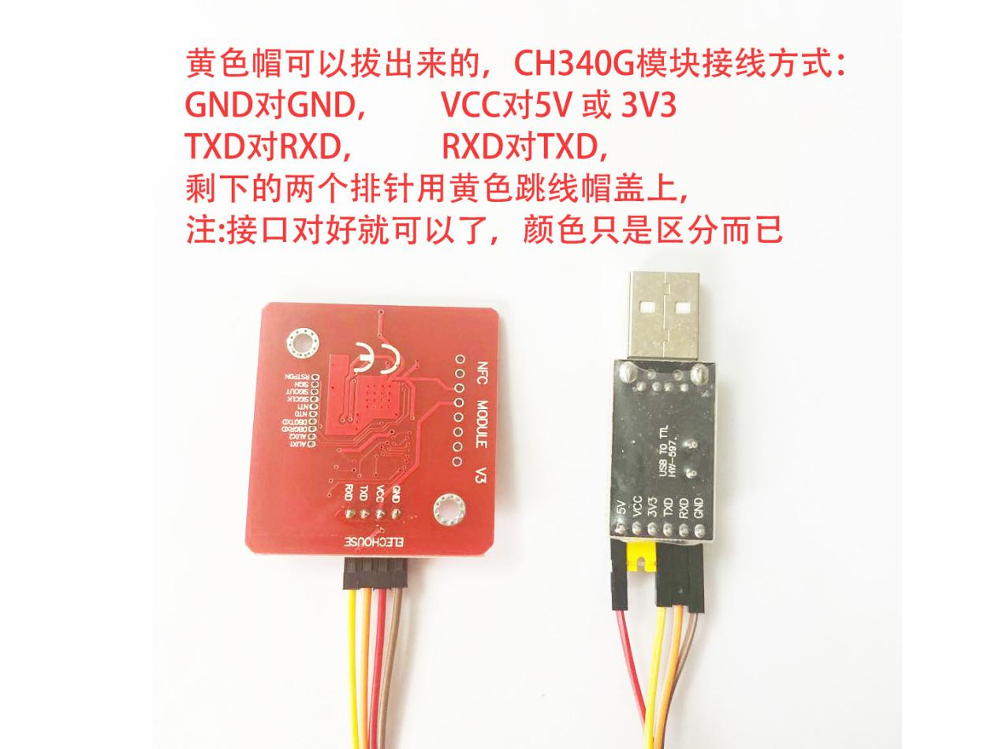 黄色帽可以拔出来的，CH340G模块接线方式：
GND对GND， VCC对5V 或 3V3
TXD对RXD， RXD对TXD，
剩下的两个排针用黄色跳线帽盖上，
注:接口对好就可以了，颜色只是区分而已
CE
NFC MODULE V3
RSTPDN
SIGN
SIGOUT
SIGCLK
NT1
NT0
DBGTXD
DBGRXD
AUX2
AUX1
RXD
TXD
VCC
GND
ELECHOUSE
USB TO TTL
HW-597.
5V
VCC
3V3
TXD
RXD
GND